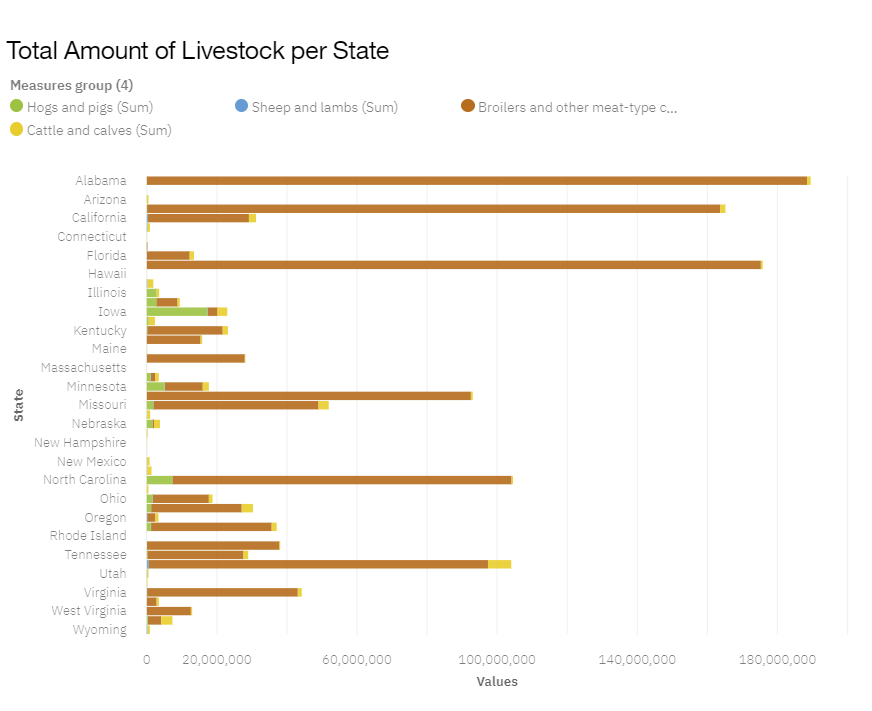 Total Amount of Livestock per State
Measures group (4)
Hogs and pigs (Sum)
Sheep and lambs (Sum)
Broilers and other meat-type c...
Cattle and calves (Sum)
Alabama
Arizona
California
Connecticut
Florida
Hawaii
Illinois
Iowa
Kentucky
Maine
Massachusetts
Minnesota
Missouri
Nebraska
New Hampshire
New Mexico
North Carolina
Ohio
Oregon
Rhode Island
Tennessee
Utah
Virginia
West Virginia
Wyoming
State
0 20,000,000 60,000,000 100,000,000 140,000,000 180,000,000
Values